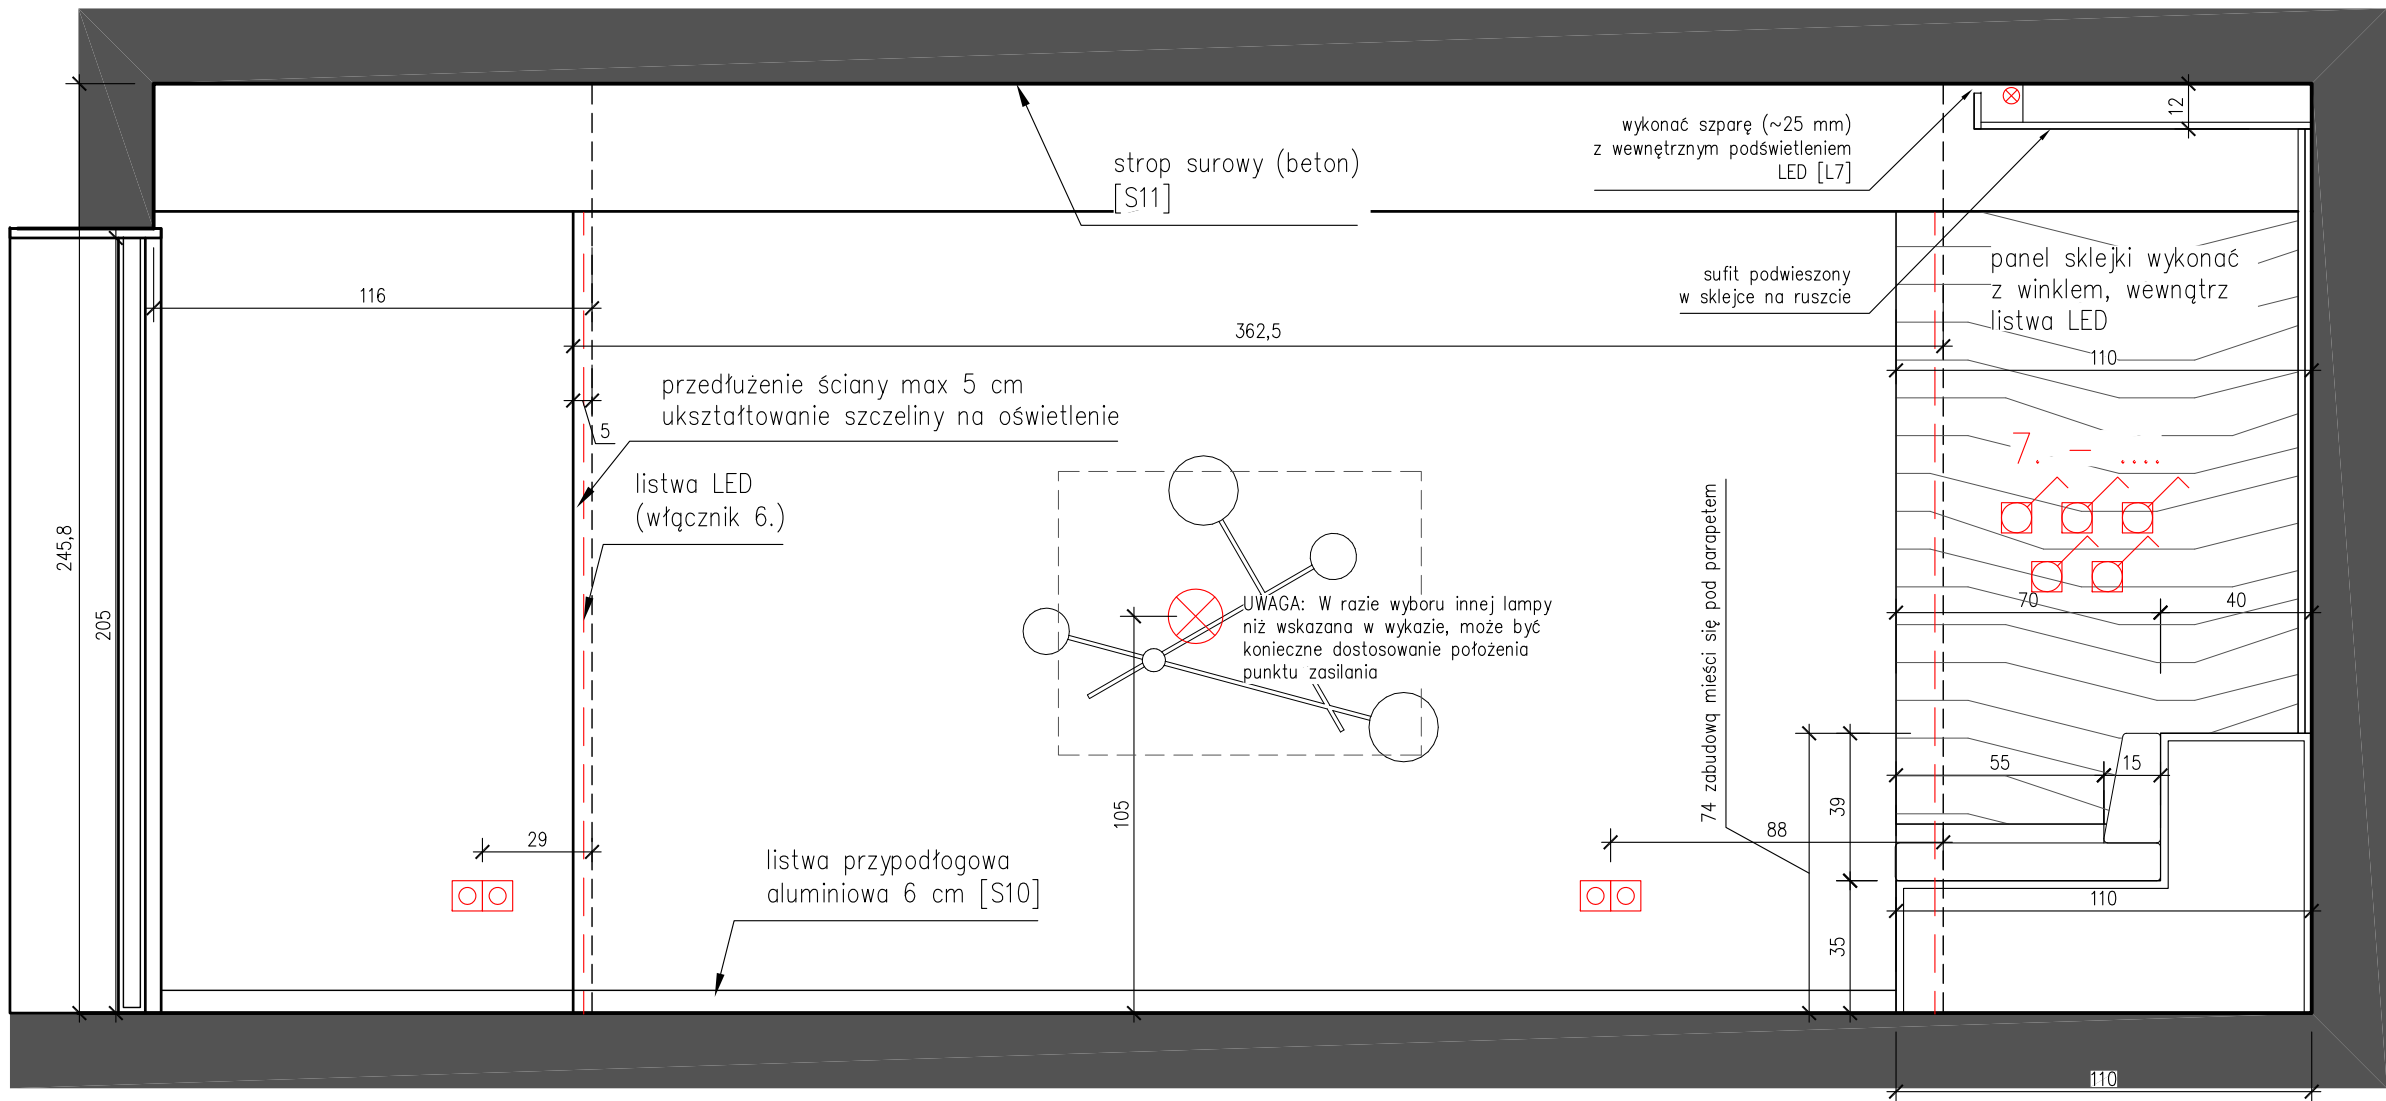 wykonać szparę (~25 mm)
z wewnętrznym podświetleniem
LED [L7]
12
strop surowy (beton)
[S11]
sufit podwieszony
w sklejce na ruszcie
panel sklejki wykonać
z winklem, wewnątrz
listwa LED
116
362,5
110
przedłużenie ściany max 5 cm
ukształtowanie szczeliny na oświetlenie
5
listwa LED
(włącznik 6.)
7. – ....
245,8
205
UWAGA: W razie wyboru innej lampy
niż wskazana w wykazie, może być
konieczne dostosowanie położenia
punktu zasilania
74 zabudową mieści się pod parapetem
70
40
55
15
39
105
29
88
listwa przypodłogowa
aluminiowa 6 cm [S10]
110
35
110